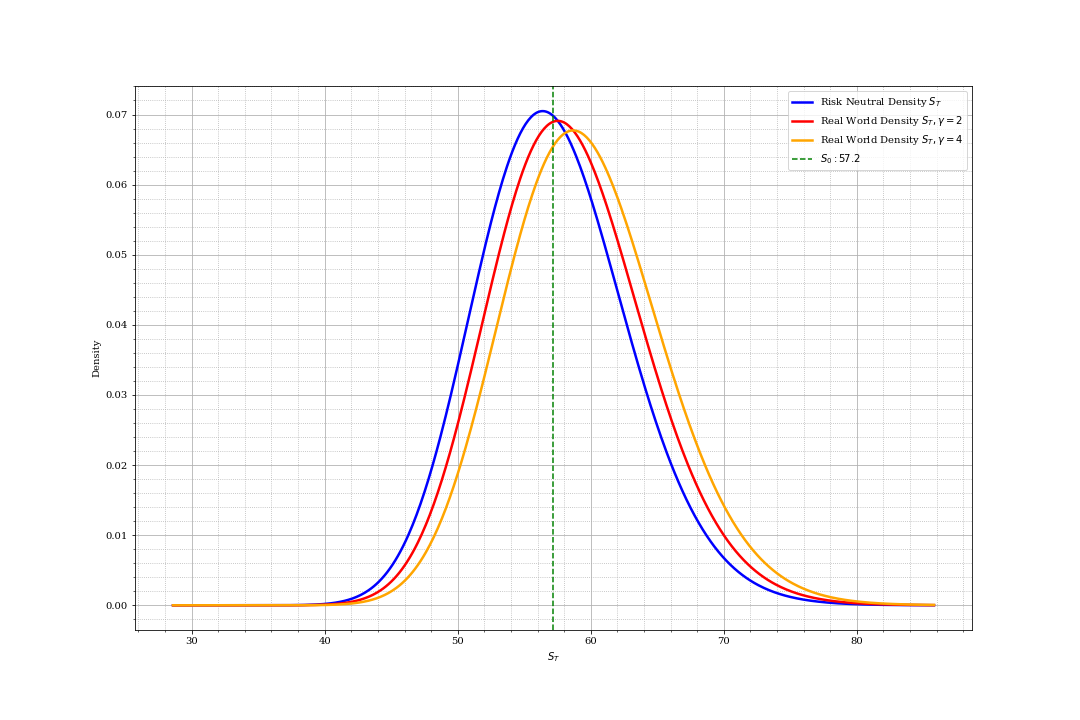 Risk Neutral Density S_T
Real World Density S_T, γ = 2
Real World Density S_T, γ = 4
S_0 : 57.2
0.07
0.06
0.05
0.04
0.03
0.02
0.01
0.00
Density
30 40 50 60 70 80
S_T